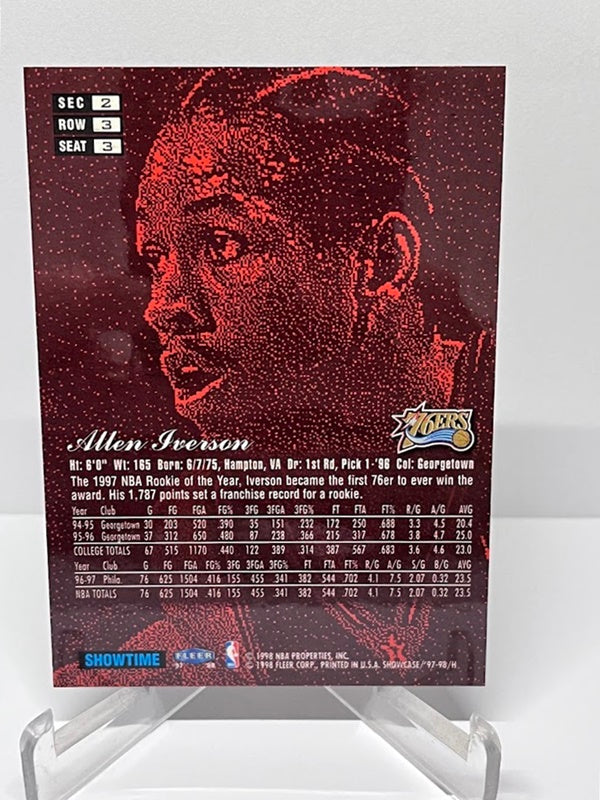 SEC 2
ROW 3
SEAT 3
76ERS
Allen Iverson
Ht: 6'0" Wt: 165 Born: 6/7/75, Hampton, VA Dr: 1st Rd, Pick 1-'96 Col: Georgetown
The 1997 NBA Rookie of the Year, Iverson became the first 76er to ever win the
award. His 1,787 points set a franchise record for a rookie.
Year Club G FG FGA FG% 3FG 3FGA 3FG% FT FTA FT% R/G A/G AVG
94-95 Georgetown 30 203 520 .390 35 151 .232 172 250 .688 3.3 4.5 20.4
95-96 Georgetown 37 312 650 .480 87 238 .366 215 317 .678 3.8 4.7 25.0
COLLEGE TOTALS 67 515 1170 .440 122 389 .314 387 567 .683 3.6 4.6 23.0
Year Club G FG FGA FG% 3FG 3FGA 3FG% FT FTA FT% R/G A/G S/G B/G AVG
96-97 Phila. 76 625 1504 .416 155 455 .341 382 544 .702 4.1 7.5 2.07 0.32 23.5
NBA TOTALS 76 625 1504 .416 155 455 .341 382 544 .702 4.1 7.5 2.07 0.32 23.5
SHOWTIME FLEER 97 98 © 1998 NBA PROPERTIES, INC.
© 1998 FLEER CORP., PRINTED IN U.S.A. SHOWCASE/'97-98/H